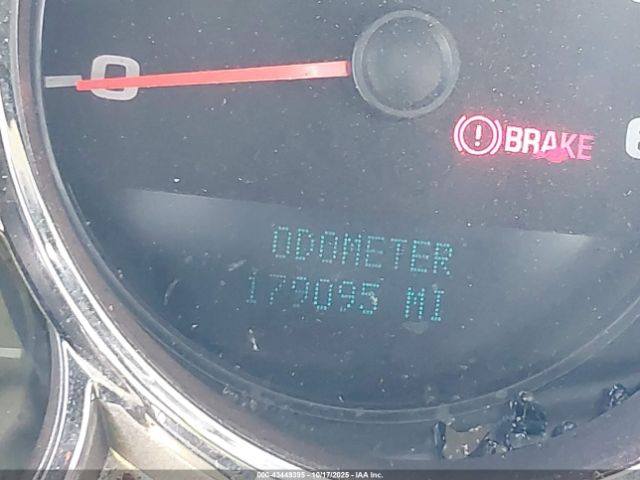 0
BRAKE
ODOMETER
179095 MI
000-43449395 - 10/17/2025 - IAA Inc.